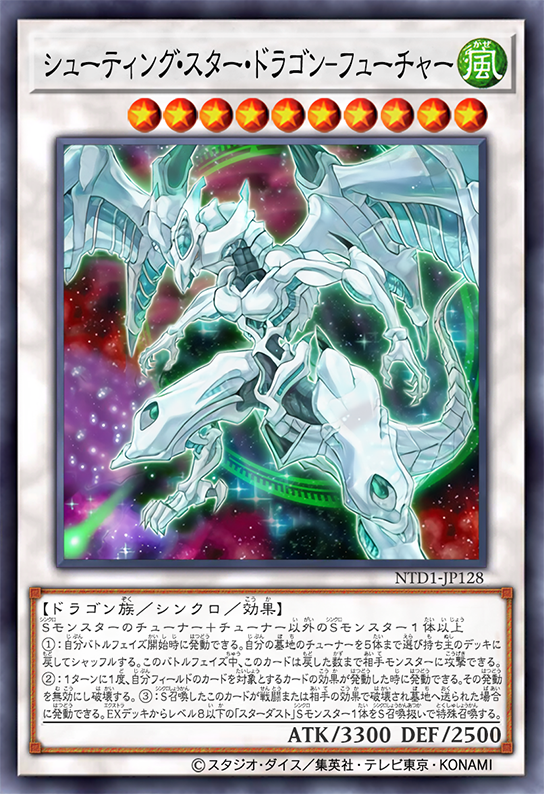 シューティング・スター・ドラゴン-フューチャー
風
NTD1-JP128
【ドラゴン族／シンクロ／効果】
Sモンスターのチューナー＋チューナー以外のSモンスター1体以上
①：自分バトルフェイズ開始時に発動できる。自分の墓地のチューナーを5体まで選び持ち主のデッキに
戻してシャッフルする。このバトルフェイズ中、このカードは戻した数まで相手モンスターに攻撃できる。
②：1ターンに1度、自分フィールドのカードを対象とするカードの効果が発動した時に発動できる。その発動
を無効にし破壊する。③：S召喚したこのカードが戦闘または相手の効果で破壊され墓地へ送られた場合
に発動できる。EXデッキからレベル8以下の「スターダスト」Sモンスター1体をS召喚扱いで特殊召喚する。
ATK/3300 DEF/2500
©スタジオ・ダイス／集英社・テレビ東京・KONAMI